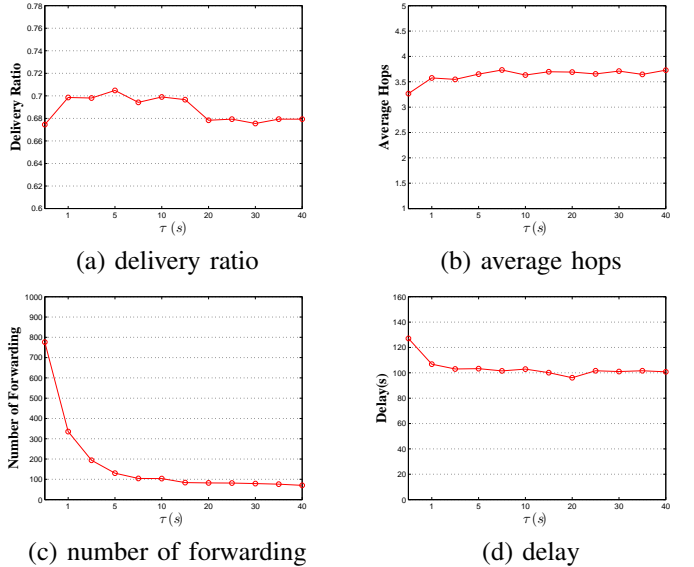 0.78
0.76
0.74
0.72
0.7
0.68
0.66
0.64
0.62
0.6
Delivery Ratio
1 5 10 20 30 40
τ (s)
(a) delivery ratio
5
4.5
4
3.5
3
2.5
2
1.5
1
Average Hops
1 5 10 20 30 40
τ (s)
(b) average hops
1000
900
800
700
600
500
400
300
200
100
0
Number of Forwarding
1 5 10 20 30 40
τ (s)
(c) number of forwarding
160
140
120
100
80
60
40
20
0
Delay(s)
1 5 10 20 30 40
τ (s)
(d) delay